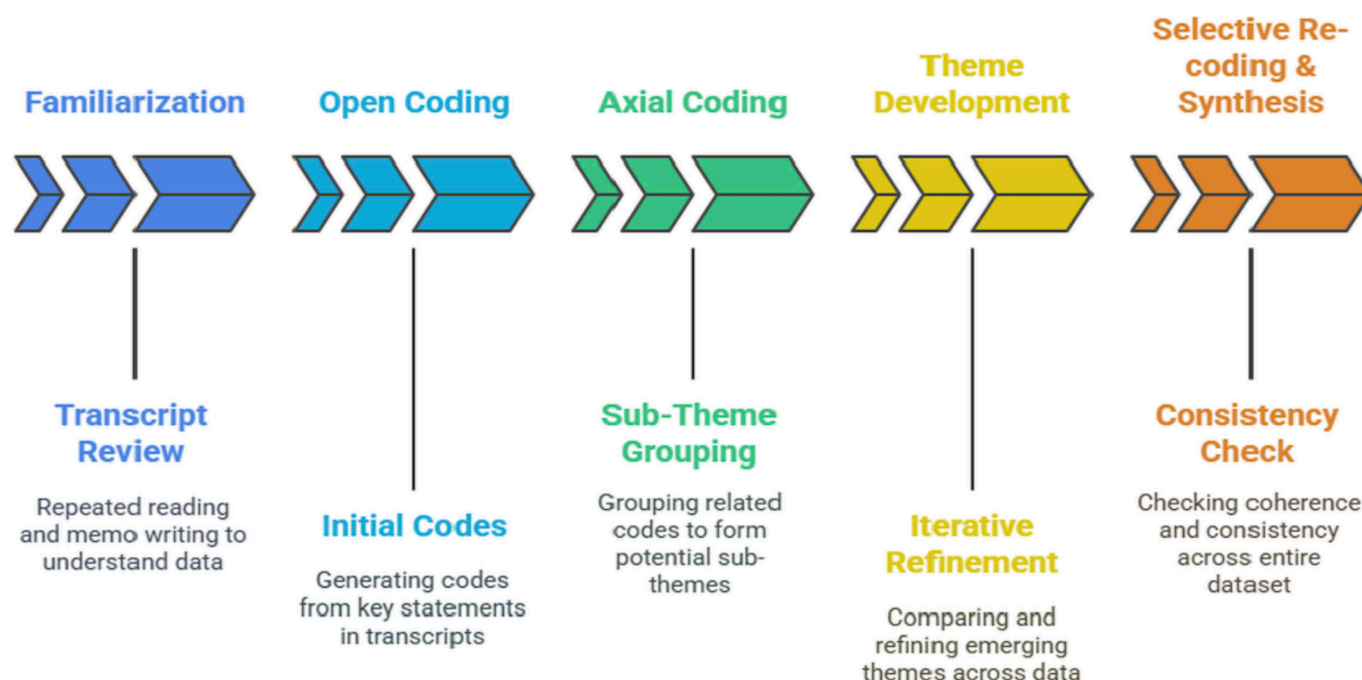 Familiarization
Open Coding
Axial Coding
Theme
Development
Selective Re-
coding &
Synthesis
Transcript
Review
Repeated reading
and memo writing to
understand data
Initial Codes
Generating codes
from key statements
in transcripts
Sub-Theme
Grouping
Grouping related
codes to form
potential sub-
themes
Iterative
Refinement
Comparing and
refining emerging
themes across data
Consistency
Check
Checking coherence
and consistency
across entire
dataset